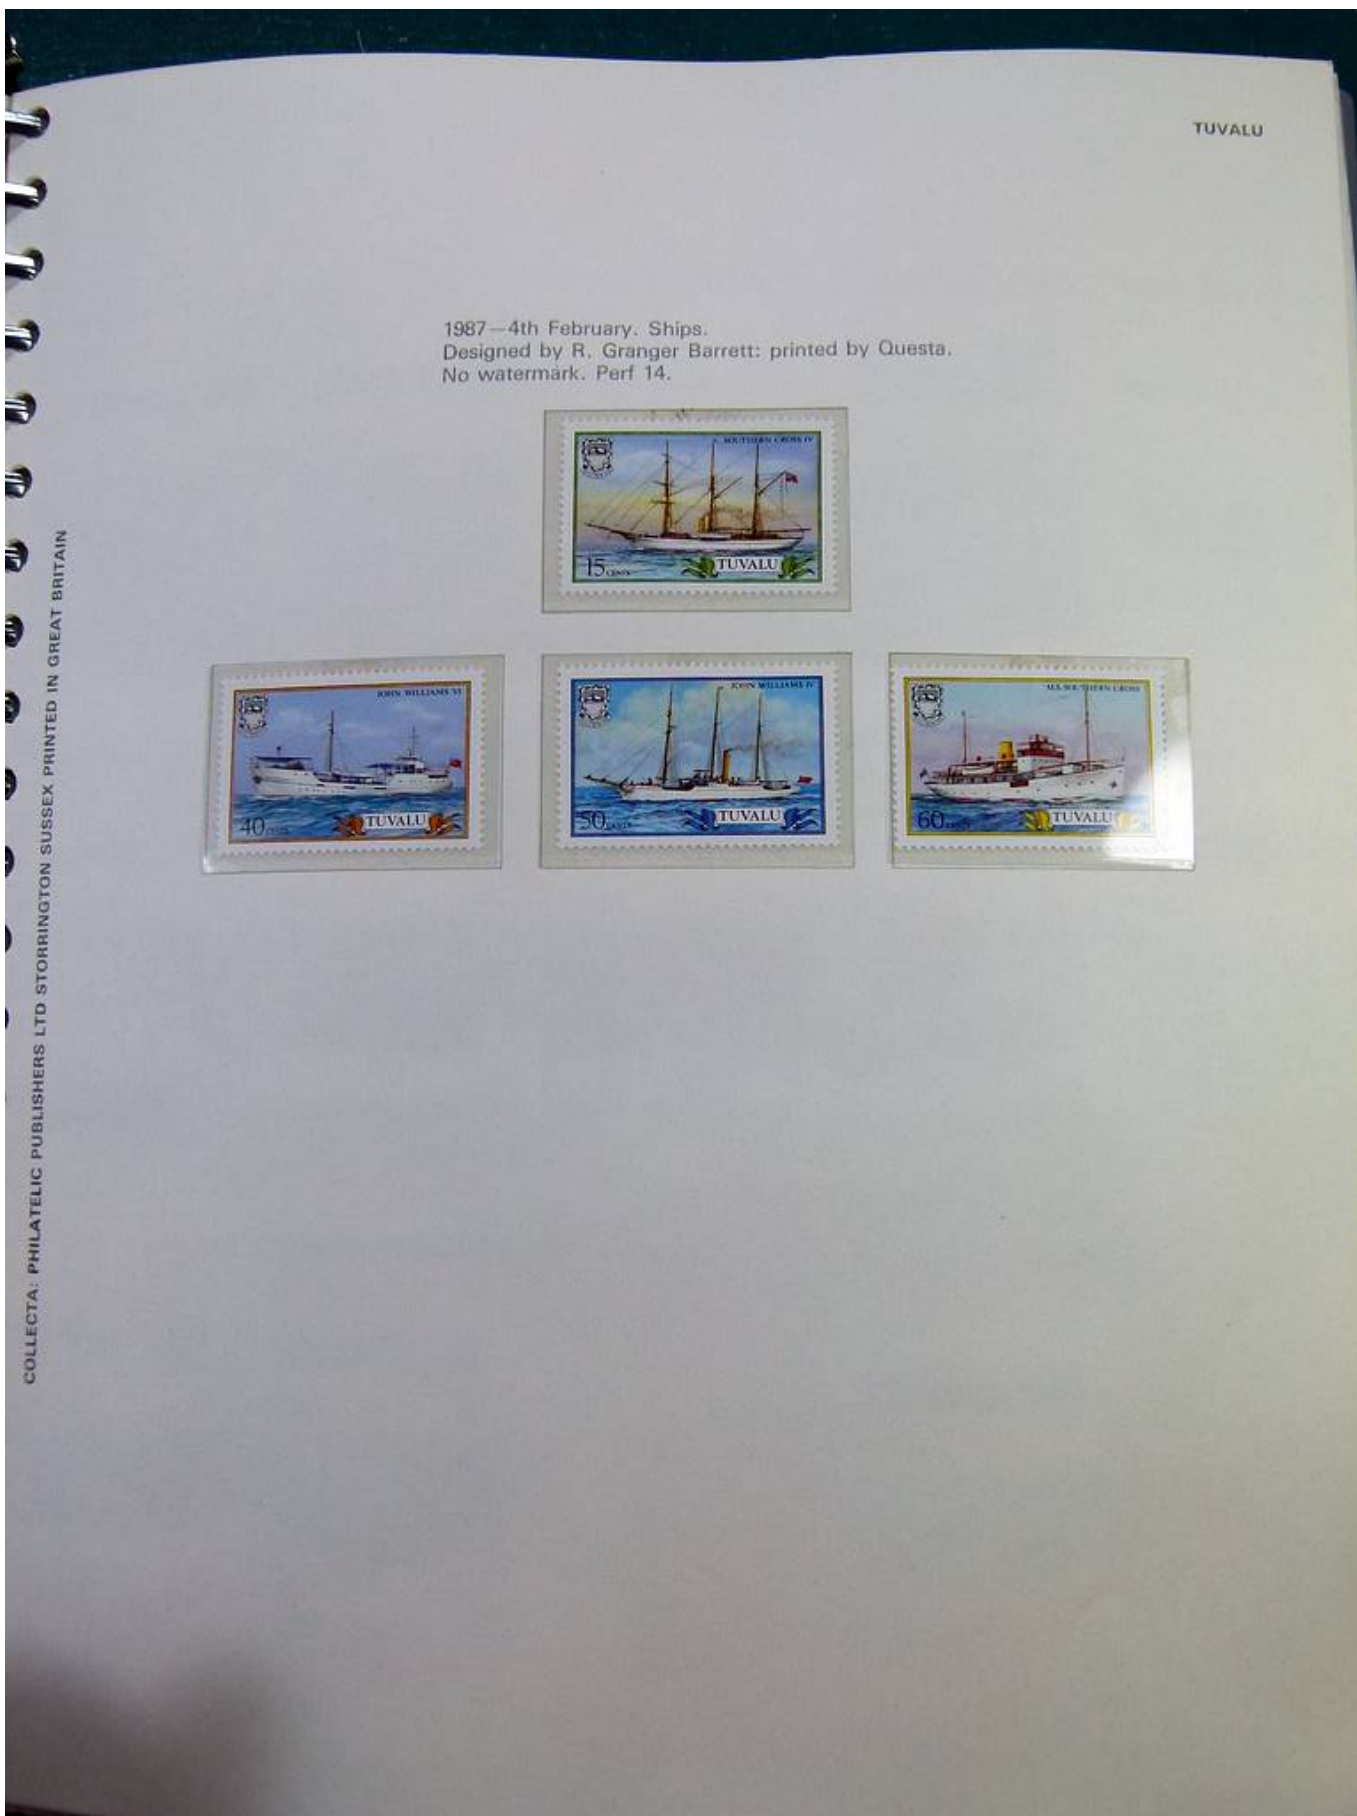 TUVALU
1987—4th February. Ships.
Designed by R. Granger Barrett: printed by Questa.
No watermark. Perf 14.
SOUTHERN CROSS IV
15 CENTS
TUVALU
JOHN WILLIAMS VI
40 CENTS
TUVALU
JOHN WILLIAMS IV
50 CENTS
TUVALU
M.S. SOUTHERN CROSS
60 CENTS
TUVALU
COLLECTA: PHILATELIC PUBLISHERS LTD STORRINGTON SUSSEX PRINTED IN GREAT BRITAIN